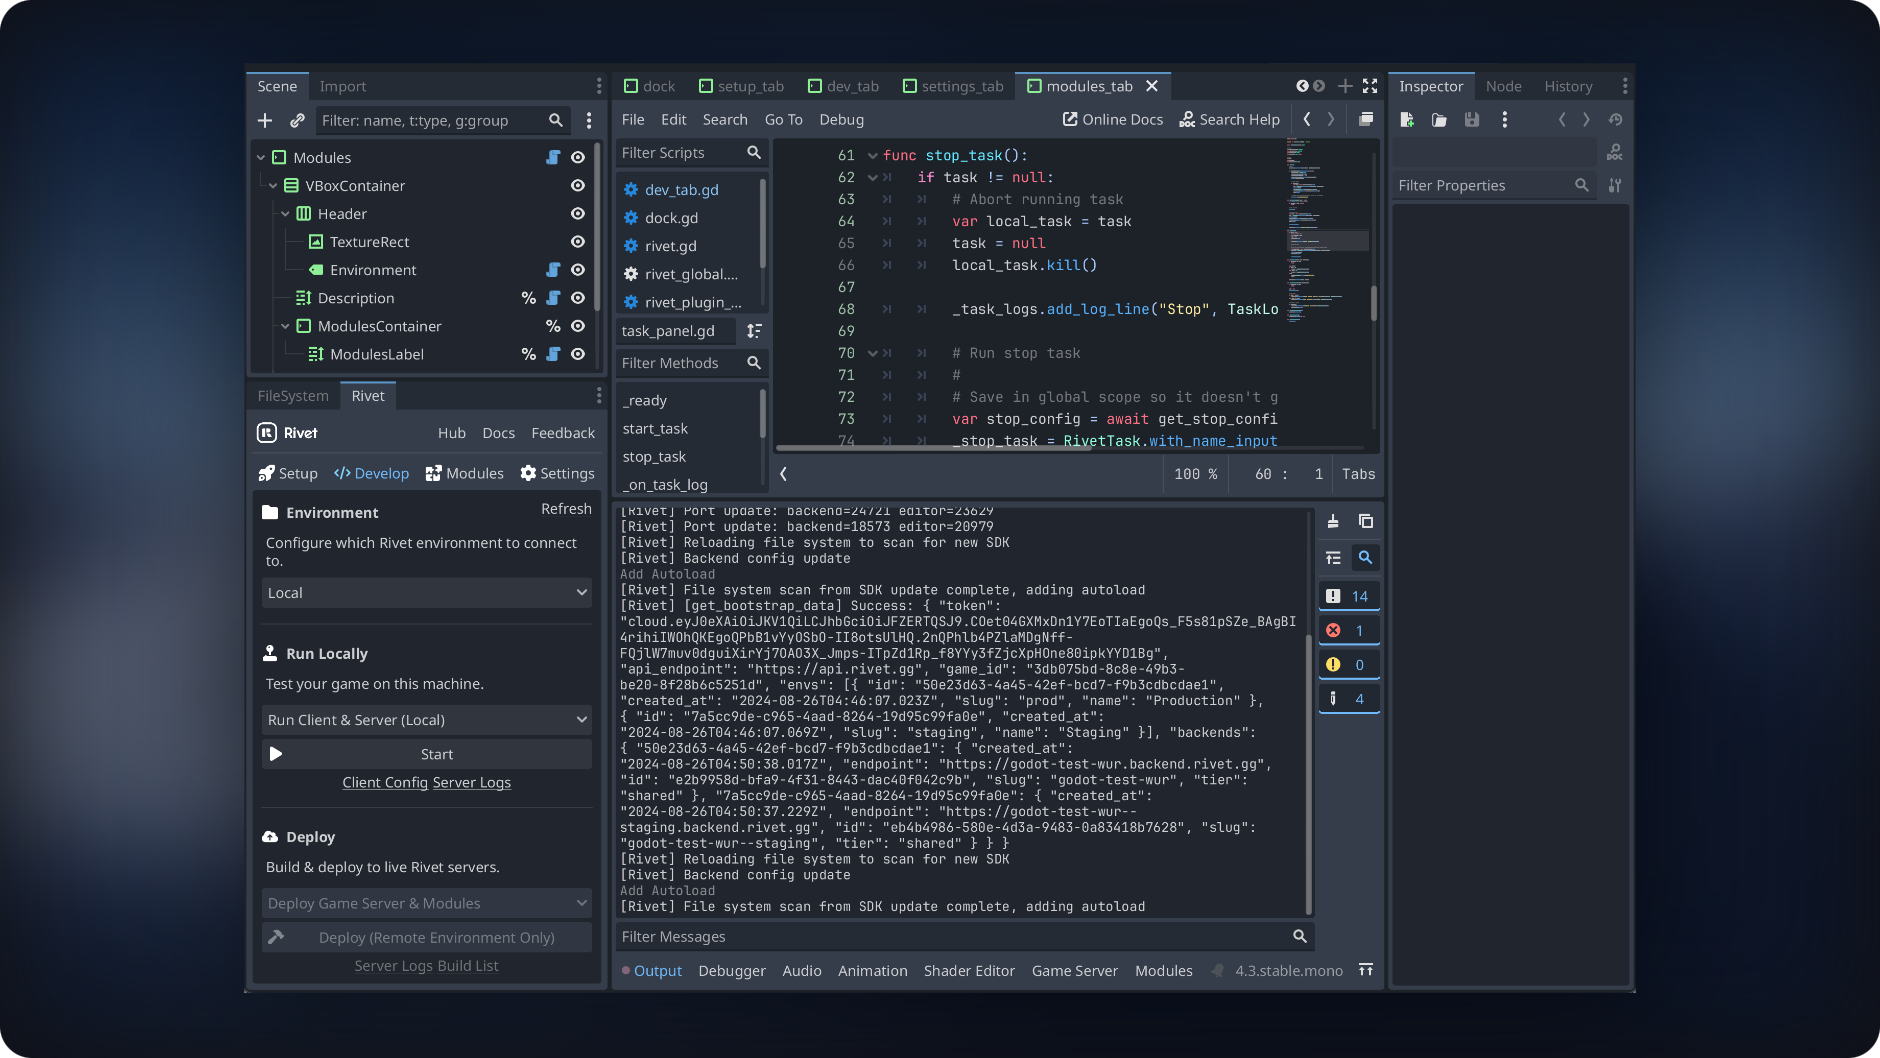 Scene
Import
Filter: name, t:type, g:group
Modules
VBoxContainer
Header
TextureRect
Environment
Description %
ModulesContainer %
ModulesLabel %
FileSystem
Rivet
Rivet
Hub Docs Feedback
Setup </> Develop Modules Settings
Environment
Refresh
Configure which Rivet environment to connect
to.
Local
Run Locally
Test your game on this machine.
Run Client & Server (Local)
Start
Client Config Server Logs
Deploy
Build & deploy to live Rivet servers.
Deploy Game Server & Modules
Deploy (Remote Environment Only)
Server Logs Build List
dock setup_tab dev_tab settings_tab modules_tab
File Edit Search Go To Debug
Online Docs Search Help
Filter Scripts
dev_tab.gd
dock.gd
rivet.gd
rivet_global....
rivet_plugin_...
task_panel.gd
Filter Methods
_ready
start_task
stop_task
_on_task_log
61 func stop_task():
62 if task != null:
63 # Abort running task
64 var local_task = task
65 task = null
66 local_task.kill()
67
68 _task_logs.add_log_line("Stop", TaskLo
69
70 # Run stop task
71 #
72 # Save in global scope so it doesn't g
73 var stop_config = await get_stop_confi
74 _stop_task = RivetTask.with_name_input
100 % 60 : 1 Tabs
[Rivet] Port update: backend=24721 editor=23629
[Rivet] Port update: backend=18573 editor=20979
[Rivet] Reloading file system to scan for new SDK
[Rivet] Backend config update
Add Autoload
[Rivet] File system scan from SDK update complete, adding autoload
[Rivet] [get_bootstrap_data] Success: { "token":
"cloud.eyJ0eXAiOiJKV1QiLCJhbGciOiJFZERTQSJ9.COet04GXMxDn1Y7EoTIaEgoQs_F5s81pSZe_BAgBI
4rihiIWOhQKEgoQPbB1vYyOSbO-II8otsUlHQ.2nQPhlb4PZlaMDgNff-
FQjlW7muv0dguiXirYj7OAO3X_Jmps-ITpZd1Rp_f8YYy3fZjcXpHOne80ipkYYD1Bg",
"api_endpoint": "https://api.rivet.gg", "game_id": "3db075bd-8c8e-49b3-
be20-8f28b6c5251d", "envs": [{ "id": "50e23d63-4a45-42ef-bcd7-f9b3cdbcdae1",
"created_at": "2024-08-26T04:46:07.023Z", "slug": "prod", "name": "Production" },
{ "id": "7a5cc9de-c965-4aad-8264-19d95c99fa0e", "created_at":
"2024-08-26T04:46:07.069Z", "slug": "staging", "name": "Staging" }], "backends":
{ "50e23d63-4a45-42ef-bcd7-f9b3cdbcdae1": { "created_at":
"2024-08-26T04:50:38.017Z", "endpoint": "https://godot-test-wur.backend.rivet.gg",
"id": "e2b9958d-bfa9-4f31-8443-dac40f042c9b", "slug": "godot-test-wur", "tier":
"shared" }, "7a5cc9de-c965-4aad-8264-19d95c99fa0e": { "created_at":
"2024-08-26T04:50:37.229Z", "endpoint": "https://godot-test-wur--
staging.backend.rivet.gg", "id": "eb4b4986-580e-4d3a-9483-0a83418b7628", "slug":
"godot-test-wur--staging", "tier": "shared" } } }
[Rivet] Reloading file system to scan for new SDK
[Rivet] Backend config update
Add Autoload
[Rivet] File system scan from SDK update complete, adding autoload
14
1
0
4
Filter Messages
Output Debugger Audio Animation Shader Editor Game Server Modules 4.3.stable.mono
Inspector Node History
DOC
Filter Properties